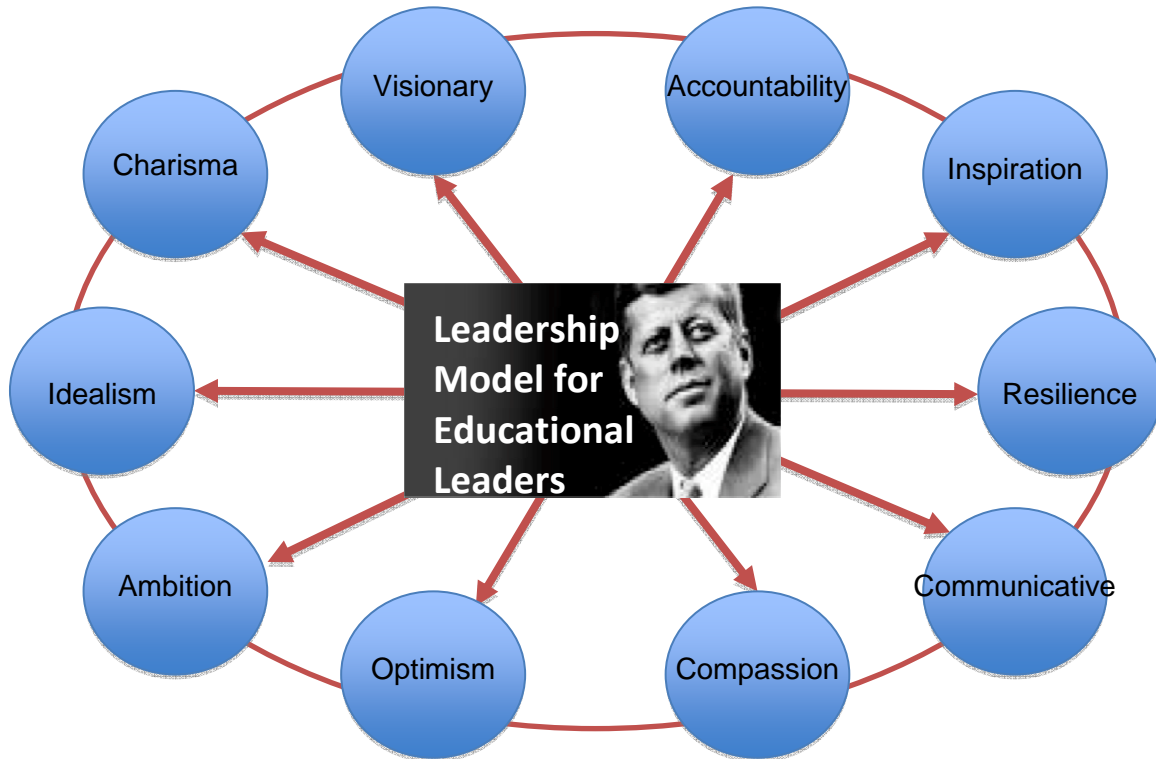 Visionary
Accountability
Charisma
Inspiration
Leadership
Model for
Educational
Leaders
Idealism
Resilience
Ambition
Communicative
Optimism
Compassion